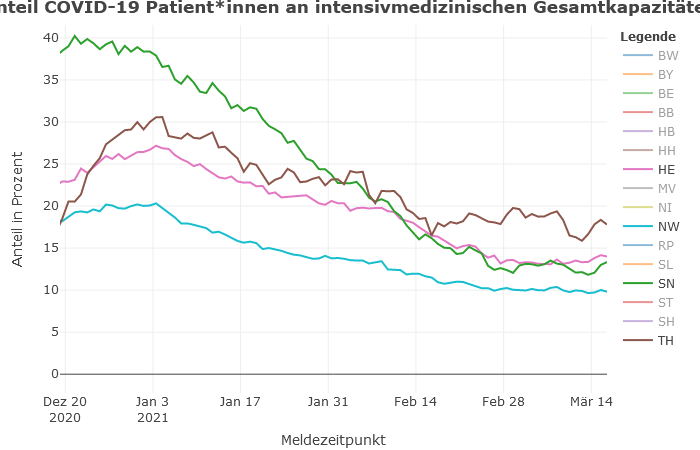 nteil COVID-19 Patient*innen an intensivmedizinischen Gesamtkapazitäte
Legende
BW
BY
BE
BB
HB
HH
HE
MV
NI
NW
RP
SL
SN
ST
SH
TH
Anteil in Prozent
40
35
30
25
20
15
10
5
0
Dez 20 2020
Jan 3 2021
Jan 17
Jan 31
Feb 14
Feb 28
Mär 14
Meldezeitpunkt